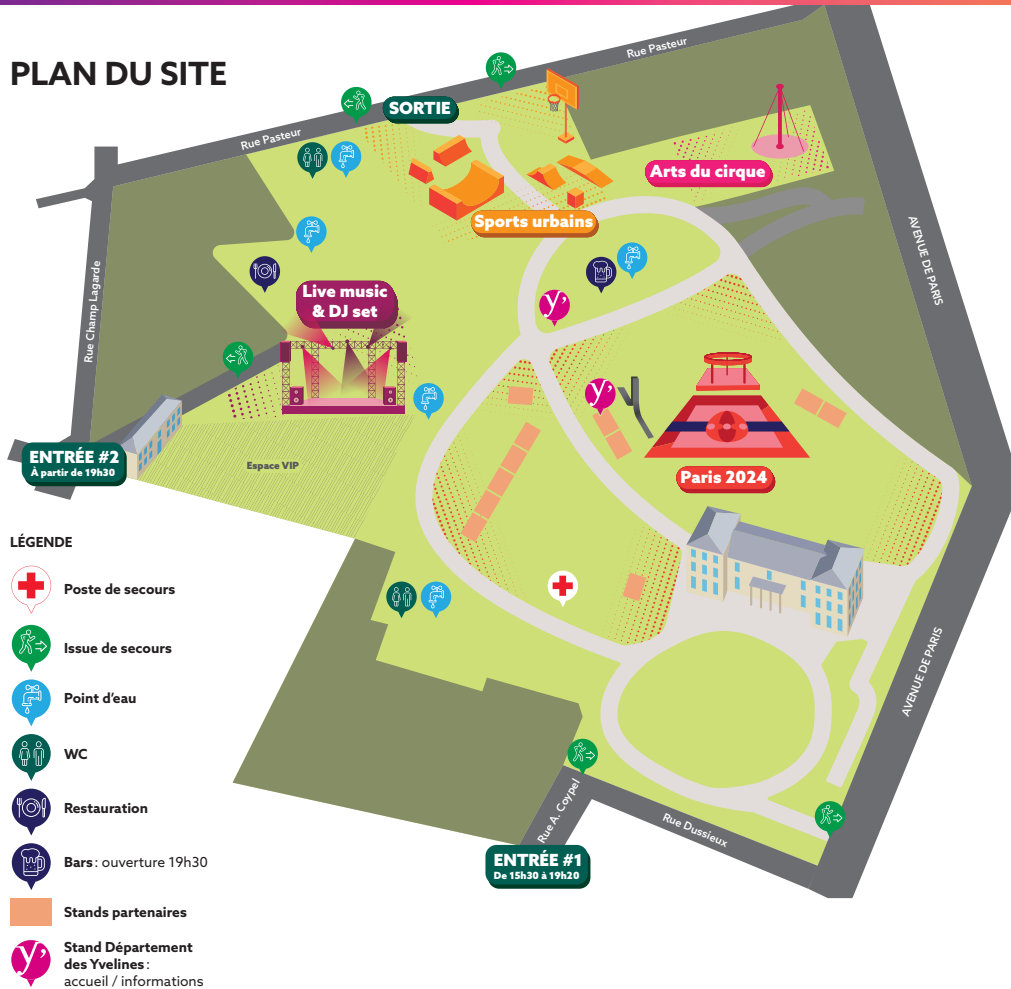 PLAN DU SITE
Rue Pasteur
SORTIE
Rue Pasteur
Arts du cirque
Sports urbains
AVENUE DE PARIS
Rue Champ Lagarde
Live music
& DJ set
y'
y'
y
Paris 2024
ENTRÉE #2
À partir de 19h30
Espace VIP
AVENUE DE PARIS
Rue A. Coypel
Rue Dussieux
ENTRÉE #1
De 15h30 à 19h20
LÉGENDE
Poste de secours
Issue de secours
Point d'eau
WC
Restauration
Bars : ouverture 19h30
Stands partenaires
y'
Stand Département
des Yvelines :
accueil / informations